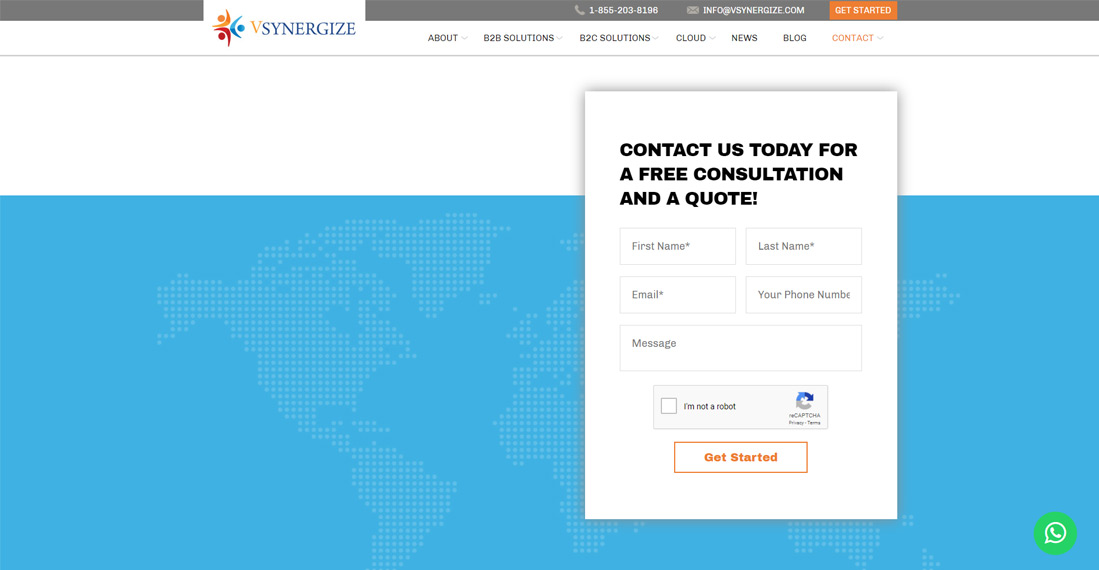 1-855-203-8196 INFO@VSYNERGIZE.COM GET STARTED
VSYNERGIZE
ABOUT B2B SOLUTIONS B2C SOLUTIONS CLOUD NEWS BLOG CONTACT
CONTACT US TODAY FOR
A FREE CONSULTATION
AND A QUOTE!
First Name* Last Name*
Email* Your Phone Numbe
Message
I'm not a robot
reCAPTCHA
Privacy - Terms
Get Started